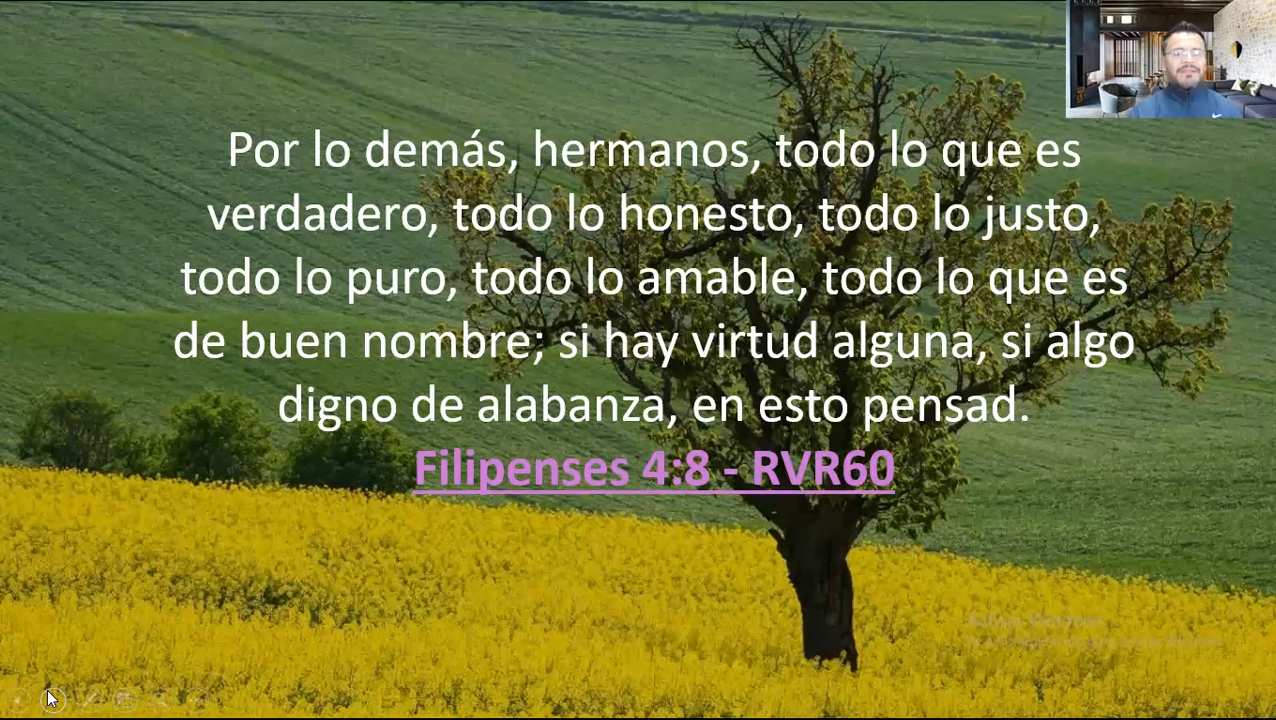 Por lo demás, hermanos, todo lo que es
verdadero, todo lo honesto, todo lo justo,
todo lo puro, todo lo amable, todo lo que es
de buen nombre; si hay virtud alguna, si algo
digno de alabanza, en esto pensad.
Filipenses 4:8 - RVR60